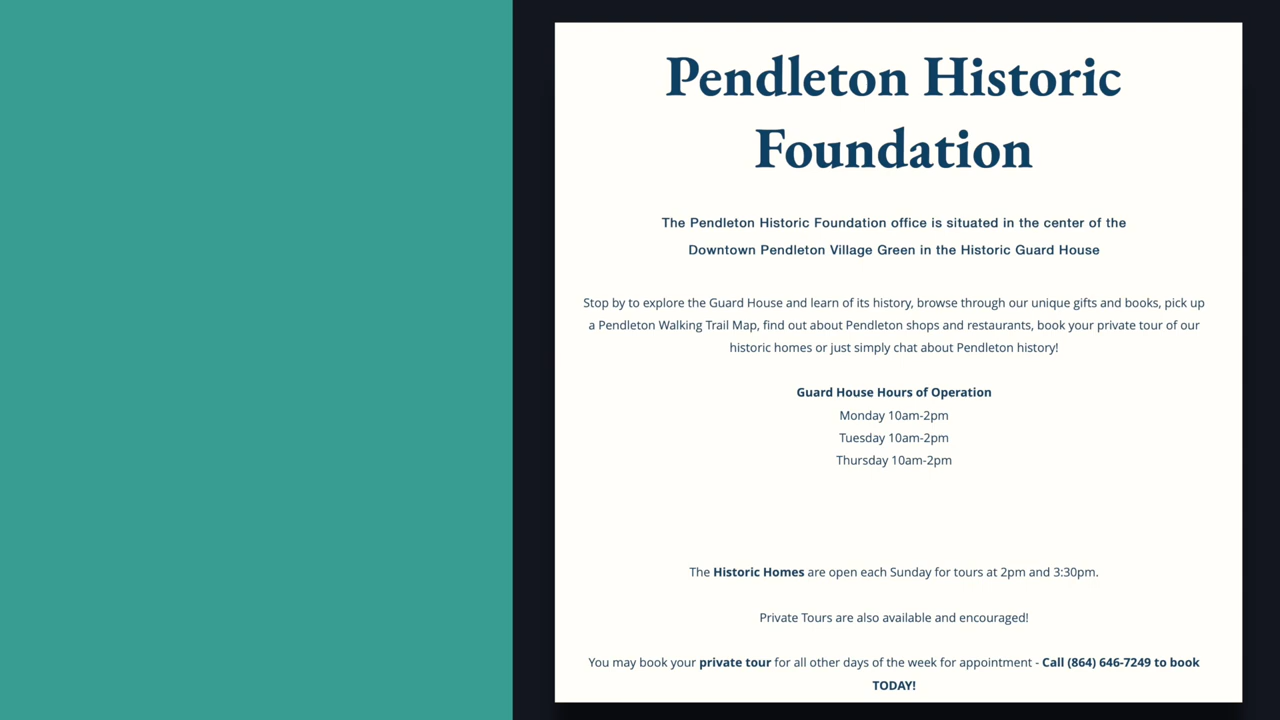 Pendleton Historic
Foundation
The Pendleton Historic Foundation office is situated in the center of the
Downtown Pendleton Village Green in the Historic Guard House
Stop by to explore the Guard House and learn of its history, browse through our unique gifts and books, pick up
a Pendleton Walking Trail Map, find out about Pendleton shops and restaurants, book your private tour of our
historic homes or just simply chat about Pendleton history!
Guard House Hours of Operation
Monday 10am-2pm
Tuesday 10am-2pm
Thursday 10am-2pm
The Historic Homes are open each Sunday for tours at 2pm and 3:30pm.
Private Tours are also available and encouraged!
You may book your private tour for all other days of the week for appointment - Call (864) 646-7249 to book
TODAY!